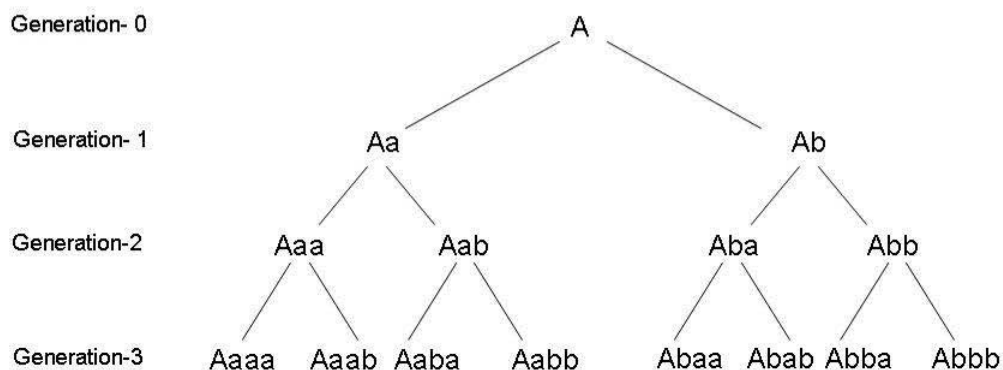 Generation- 0 A
Generation- 1 Aa Ab
Generation-2 Aaa Aab Aba Abb
Generation-3 Aaaa Aaab Aaba Aabb Abaa Abab Abba Abbb